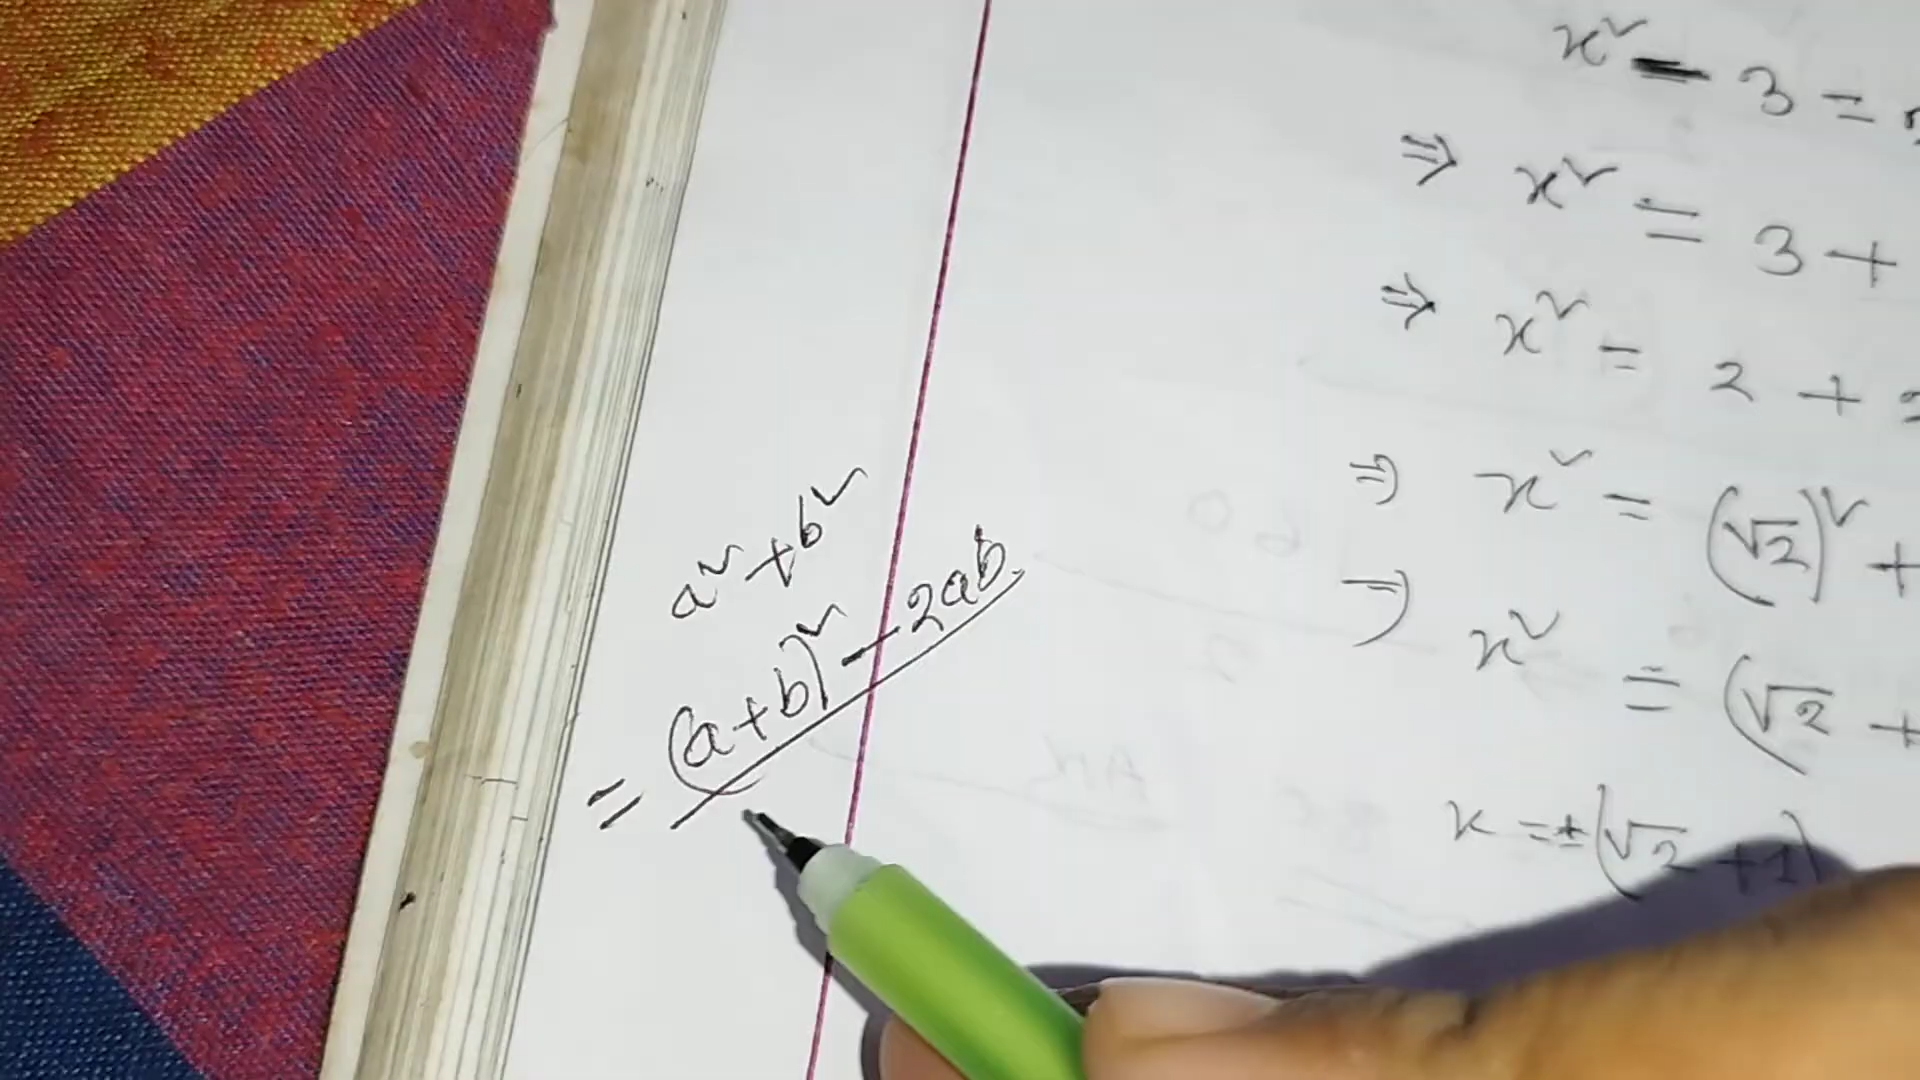 x² - 3 =
⇒ x² = 3 +
⇒ x² = 2 +
⇒ x² = (√2)² +
⇒ x² = (√2 +
x = ±(√2 + 1)
a² + b²
= (a+b)² - 2ab